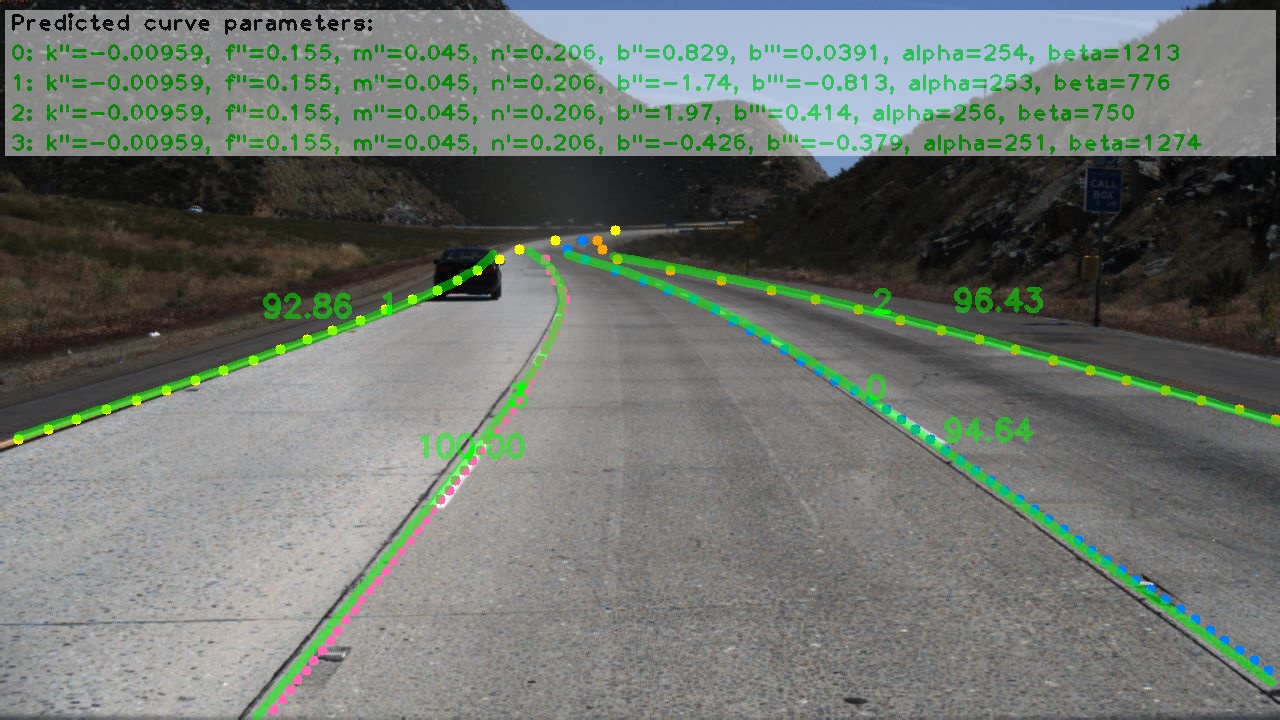 Predicted curve parameters:
0: k''=-0.00959, f''=0.155, m''=0.045, n'=0.206, b''=0.829, b'''=0.0391, alpha=254, beta=1213
1: k''=-0.00959, f''=0.155, m''=0.045, n'=0.206, b''=-1.74, b'''=-0.813, alpha=253, beta=776
2: k''=-0.00959, f''=0.155, m''=0.045, n'=0.206, b''=1.97, b'''=0.414, alpha=256, beta=750
3: k''=-0.00959, f''=0.155, m''=0.045, n'=0.206, b''=-0.426, b'''=-0.379, alpha=251, beta=1274
CALL
BOX
92.86 1
2 96.43
0
94.64
100.00